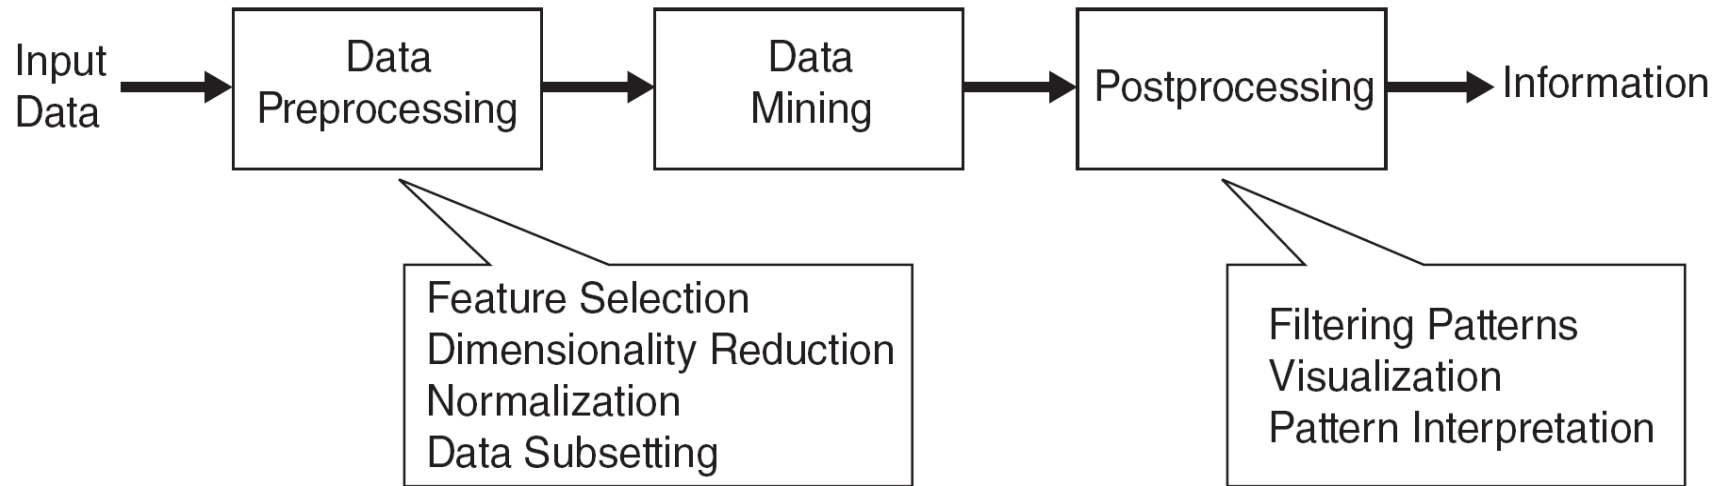 Input
Data
Data
Preprocessing
Data
Mining
Postprocessing
Information
Feature Selection
Dimensionality Reduction
Normalization
Data Subsetting
Filtering Patterns
Visualization
Pattern Interpretation